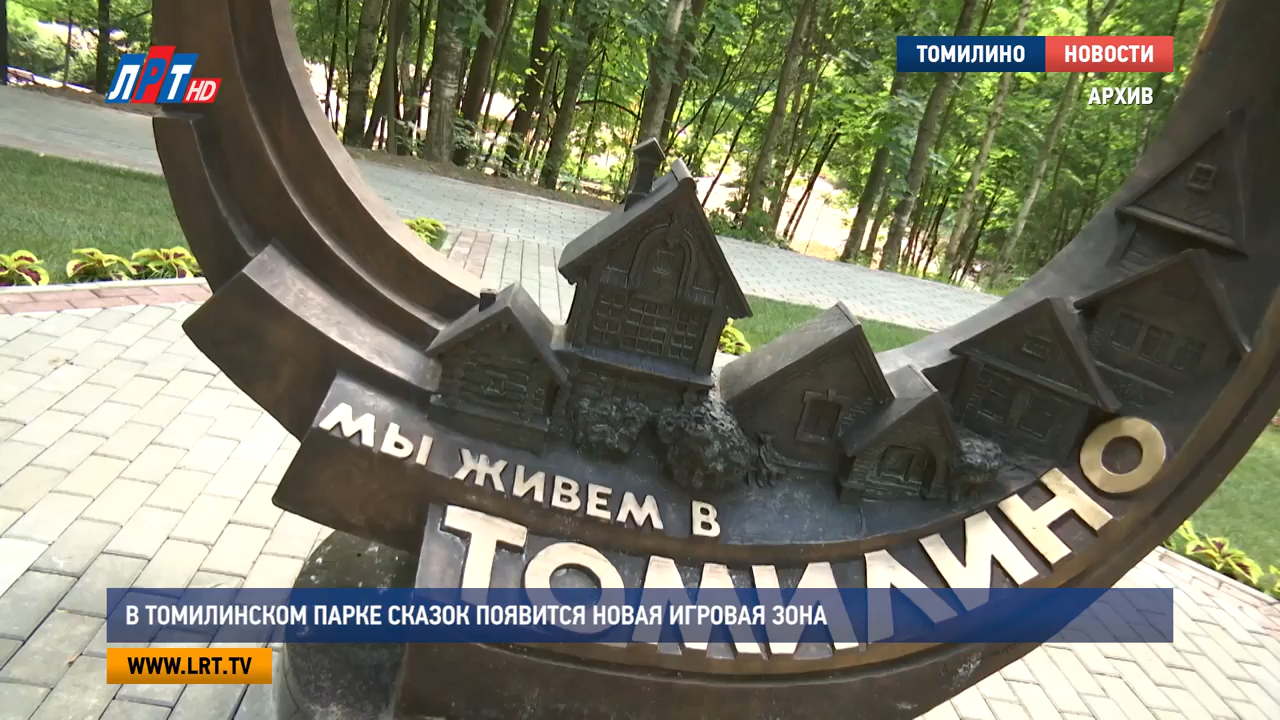 ЛРТ HD
ТОМИЛИНО НОВОСТИ
АРХИВ
МЫ ЖИВЕМ В
ТОМИЛИНО
В ТОМИЛИНСКОМ ПАРКЕ СКАЗОК ПОЯВИТСЯ НОВАЯ ИГРОВАЯ ЗОНА
WWW.LRT.TV